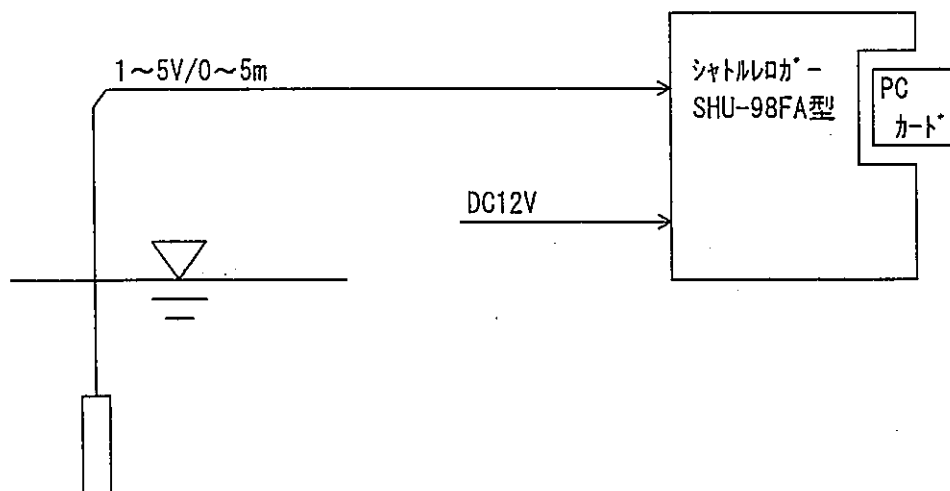 1～5V/0～5m
ｼｬﾄﾙﾚﾛｶﾞｰ
SHU-98FA型
PC
ｶｰﾄﾞ
DC12V